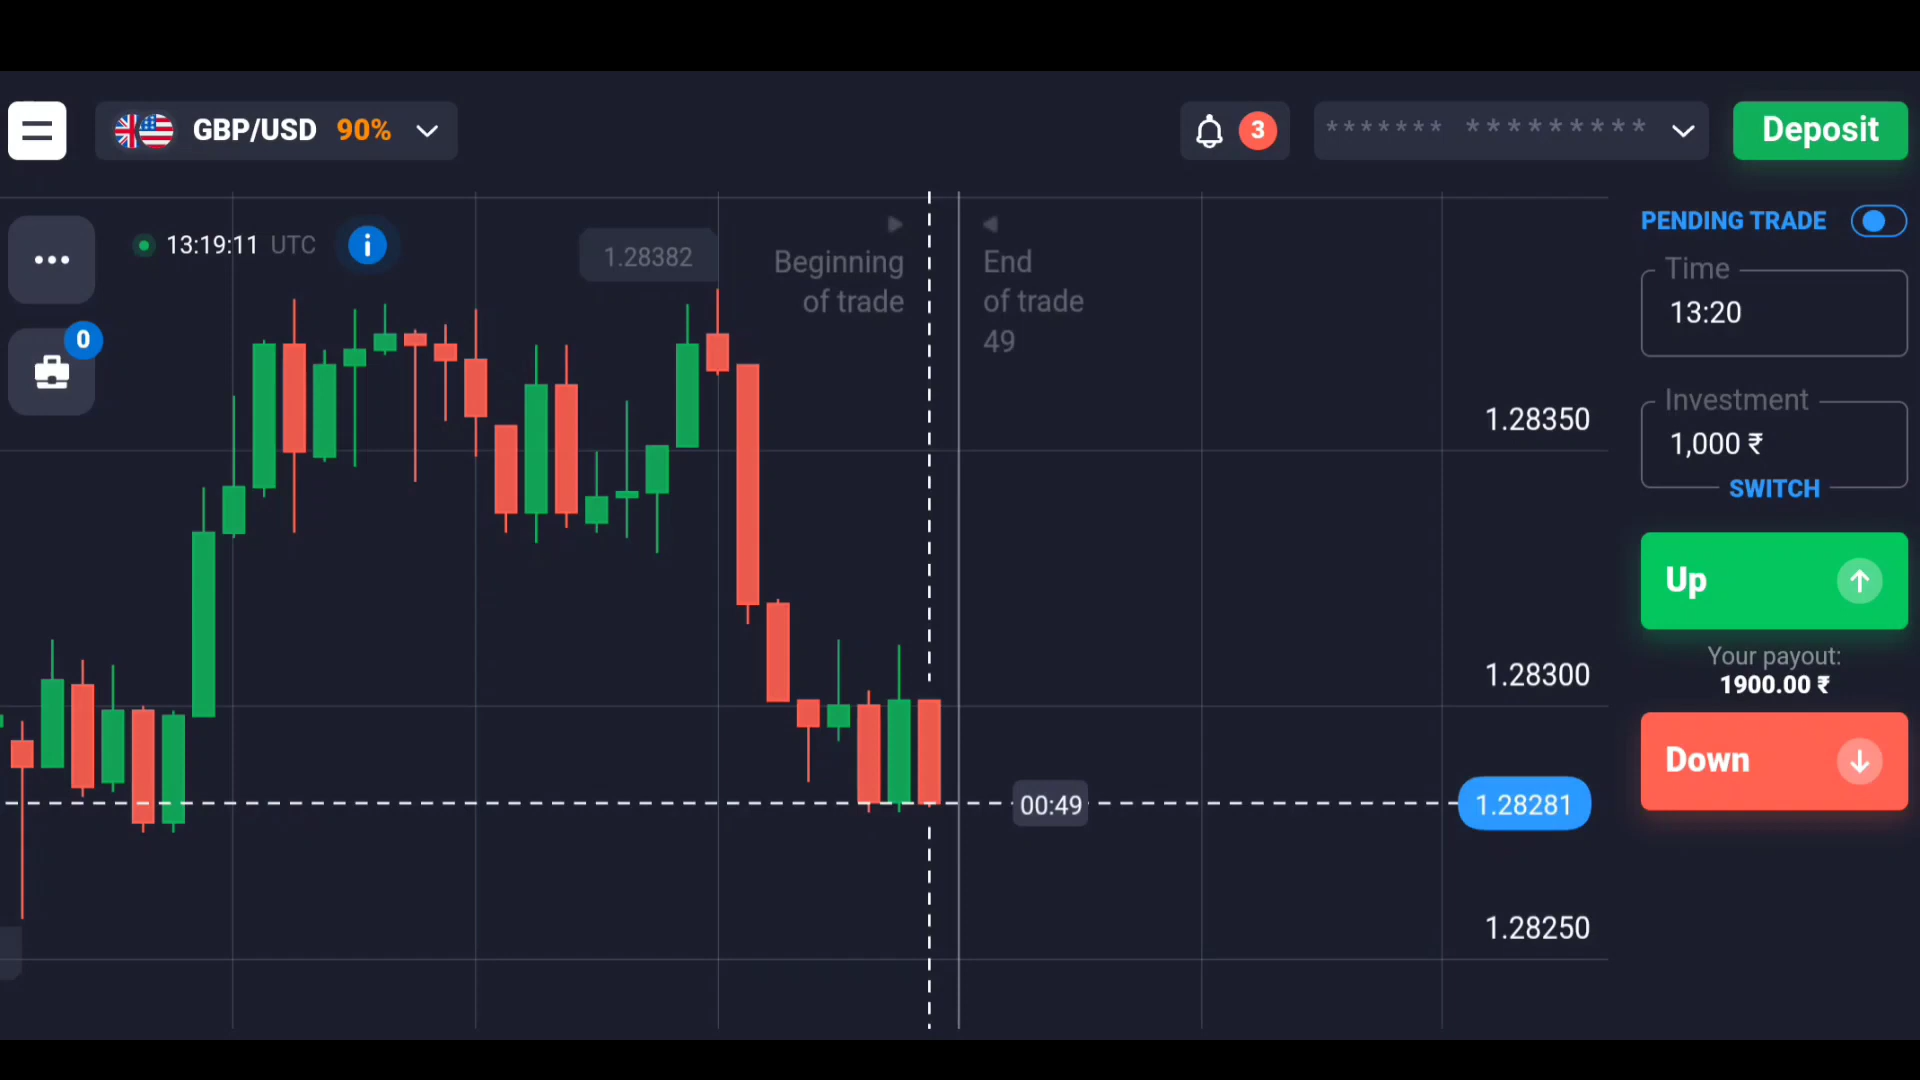 GBP/USD 90%
3
******* *********
Deposit
13:19:11 UTC
i
0
1.28382
Beginning
of trade
End
of trade
49
1.28350
1.28300
00:49
1.28281
1.28250
PENDING TRADE
Time
13:20
Investment
1,000 ₹
SWITCH
Up
Your payout:
1900.00 ₹
Down